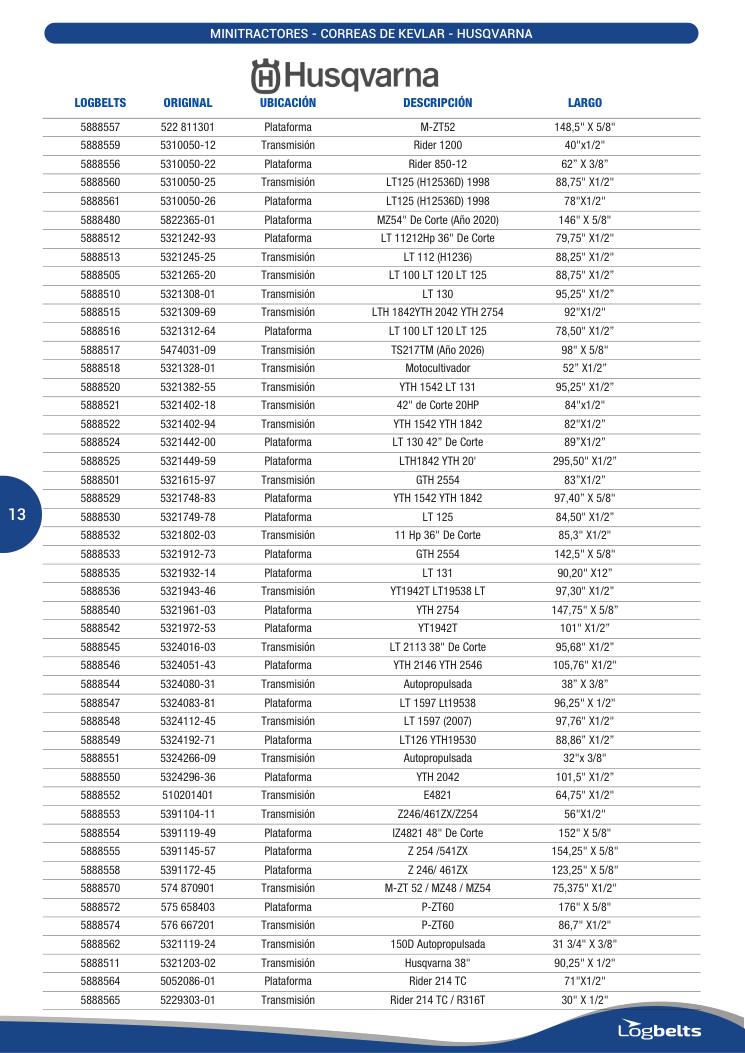 MINITRACTORES - CORREAS DE KEVLAR - HUSQVARNA
Husqvarna
LOGBELTS ORIGINAL UBICACIÓN DESCRIPCIÓN LARGO
5888557 522 811301 Plataforma M-ZT52 148,5" X 5/8"
5888559 5310050-12 Transmisión Rider 1200 40"x1/2"
5888556 5310050-22 Plataforma Rider 850-12 62” X 3/8”
5888560 5310050-25 Transmisión LT125 (H12536D) 1998 88,75" X1/2"
5888561 5310050-26 Plataforma LT125 (H12536D) 1998 78"X1/2"
5888480 5822365-01 Plataforma MZ54" De Corte (Año 2020) 146" X 5/8"
5888512 5321242-93 Plataforma LT 11212Hp 36" De Corte 79,75" X1/2"
5888513 5321245-25 Transmisión LT 112 (H1236) 88,25" X1/2"
5888505 5321265-20 Transmisión LT 100 LT 120 LT 125 88,75" X1/2”
5888510 5321308-01 Transmisión LT 130 95,25" X1/2”
5888515 5321309-69 Transmisión LTH 1842YTH 2042 YTH 2754 92"X1/2"
5888516 5321312-64 Plataforma LT 100 LT 120 LT 125 78,50" X1/2”
5888517 5474031-09 Transmisión TS217TM (Año 2026) 98" X 5/8"
5888518 5321328-01 Transmisión Motocultivador 52” X1/2”
5888520 5321382-55 Transmisión YTH 1542 LT 131 95,25" X1/2”
5888521 5321402-18 Transmisión 42" de Corte 20HP 84"x1/2"
5888522 5321402-94 Transmisión YTH 1542 YTH 1842 82"X1/2”
5888524 5321442-00 Plataforma LT 130 42” De Corte 89”X1/2”
5888525 5321449-59 Plataforma LTH1842 YTH 20' 295,50" X1/2”
5888501 5321615-97 Transmisión GTH 2554 83”X1/2”
5888529 5321748-83 Plataforma YTH 1542 YTH 1842 97,40” X 5/8"
5888530 5321749-78 Plataforma LT 125 84,50" X1/2”
5888532 5321802-03 Transmisión 11 Hp 36" De Corte 85,3" X1/2”
5888533 5321912-73 Plataforma GTH 2554 142,5" X 5/8"
5888535 5321932-14 Plataforma LT 131 90,20" X12”
5888536 5321943-46 Transmisión YT1942T LT19538 LT 97,30" X1/2”
5888540 5321961-03 Plataforma YTH 2754 147,75" X 5/8”
5888542 5321972-53 Plataforma YT1942T 101" X1/2”
5888545 5324016-03 Transmisión LT 2113 38" De Corte 95,68" X1/2”
5888546 5324051-43 Plataforma YTH 2146 YTH 2546 105,76" X1/2”
5888544 5324080-31 Transmisión Autopropulsada 38” X 3/8”
5888547 5324083-81 Plataforma LT 1597 Lt19538 96,25" X 1/2”
5888548 5324112-45 Transmisión LT 1597 (2007) 97,76" X1/2”
5888549 5324192-71 Plataforma LT126 YTH19530 88,86” X1/2”
5888551 5324266-09 Transmisión Autopropulsada 32"x 3/8"
5888550 5324296-36 Plataforma YTH 2042 101,5" X1/2"
5888552 510201401 Transmisión E4821 64,75" X1/2"
5888553 5391104-11 Transmisión Z246/461ZX/Z254 56"X1/2"
5888554 5391119-49 Plataforma IZ4821 48" De Corte 152" X 5/8"
5888555 5391145-57 Plataforma Z 254 /541ZX 154,25" X 5/8"
5888558 5391172-45 Plataforma Z 246/ 461ZX 123,25" X 5/8"
5888570 574 870901 Transmisión M-ZT 52 / MZ48 / MZ54 75,375" X1/2"
5888572 575 658403 Plataforma P-ZT60 176" X 5/8"
5888574 576 667201 Transmisión P-ZT60 86,7" X1/2"
5888562 5321119-24 Transmisión 150D Autopropulsada 31 3/4" X 3/8"
5888511 5321203-02 Transmisión Husqvarna 38" 90,25" X 1/2"
5888564 5052086-01 Plataforma Rider 214 TC 71"X1/2"
5888565 5229303-01 Transmisión Rider 214 TC / R316T 30" X 1/2"
13
Logbelts